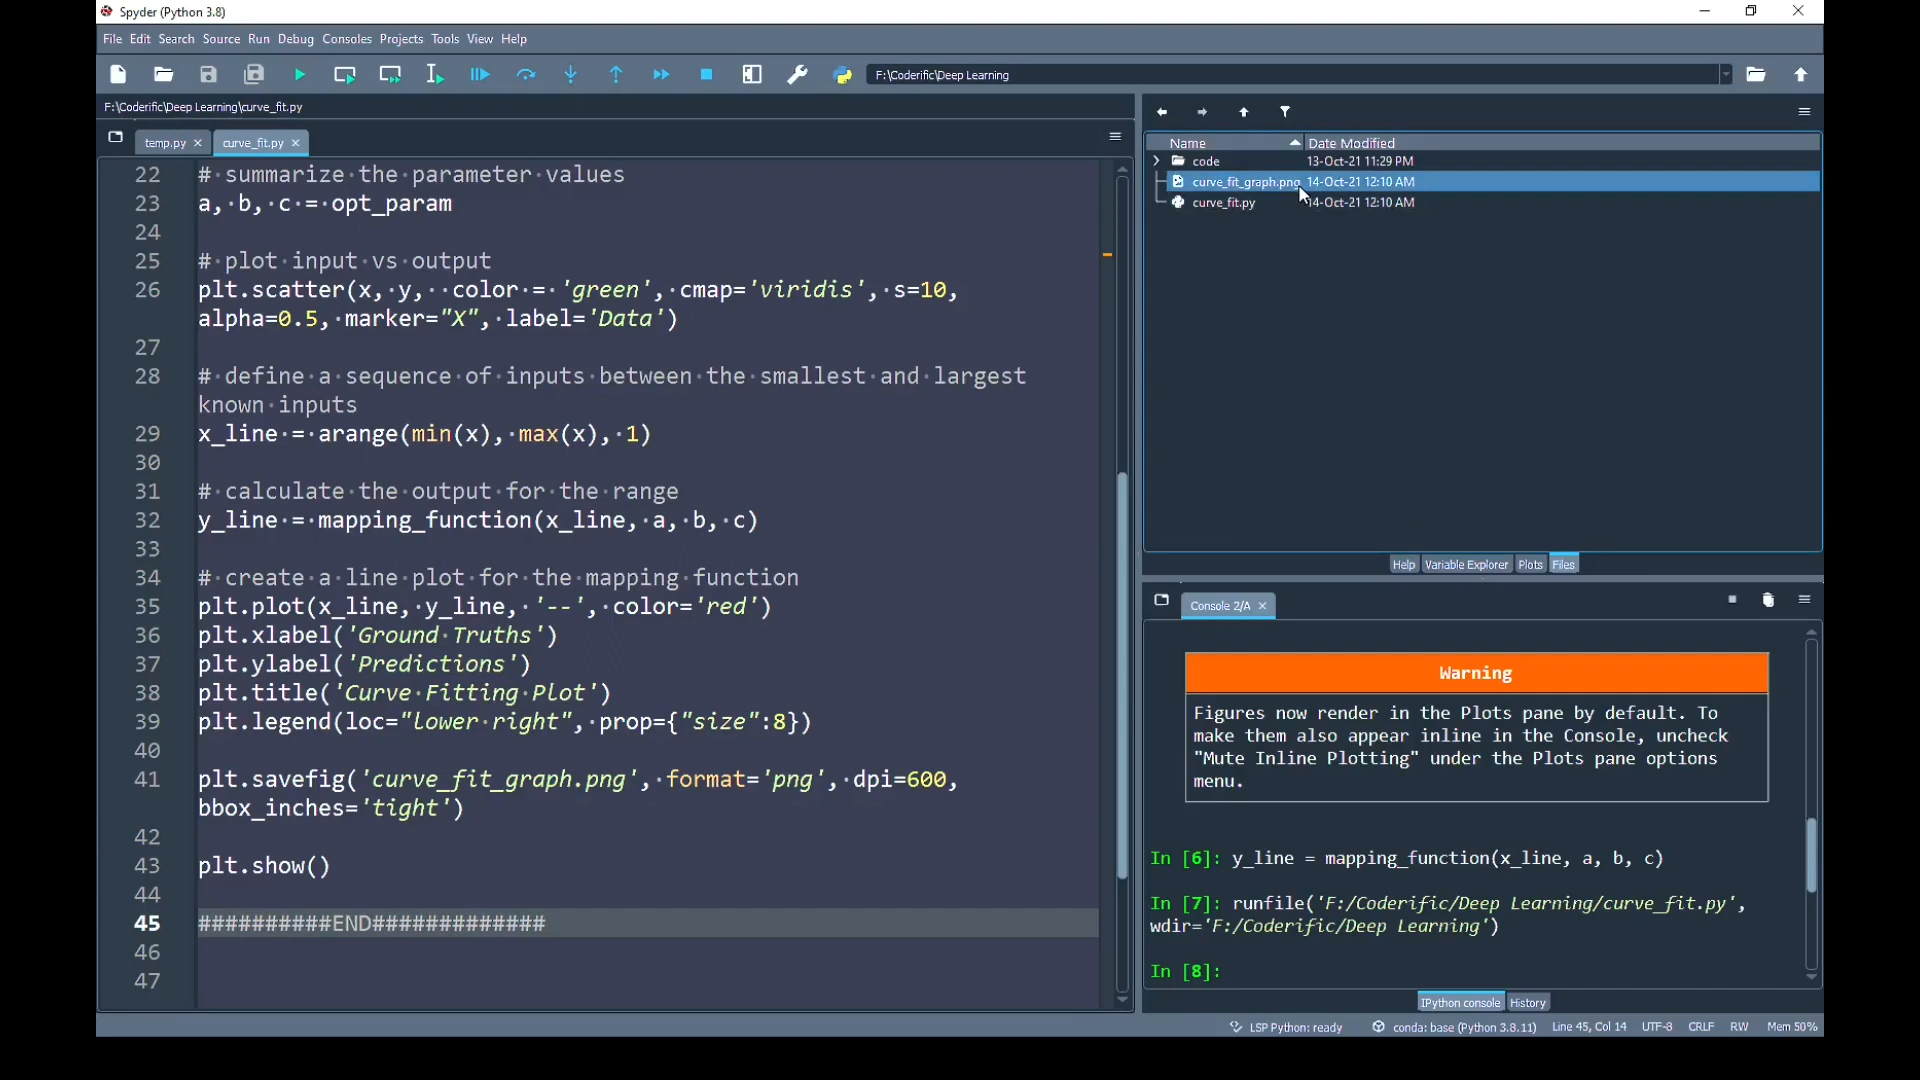 Spyder (Python 3.8)
File Edit Search Source Run Debug Consoles Projects Tools View Help
F:\Coderific\Deep Learning
F:\Coderific\Deep Learning\curve_fit.py
temp.py
curve_fit.py
22 # summarize the parameter values
23 a, b, c = opt_param
24
25 # plot input vs output
26 plt.scatter(x, y,  color = 'green', cmap='viridis', s=10,
alpha=0.5, marker="X", label='Data')
27
28 # define a sequence of inputs between the smallest and largest
known inputs
29 x_line = arange(min(x), max(x), 1)
30
31 # calculate the output for the range
32 y_line = mapping_function(x_line, a, b, c)
33
34 # create a line plot for the mapping function
35 plt.plot(x_line, y_line, '--', color='red')
36 plt.xlabel('Ground Truths')
37 plt.ylabel('Predictions')
38 plt.title('Curve Fitting Plot')
39 plt.legend(loc="lower right", prop={"size":8})
40
41 plt.savefig('curve_fit_graph.png', format='png', dpi=600,
bbox_inches='tight')
42
43 plt.show()
44
45 ##########END#############
46
47
Name Date Modified
code 13-Oct-21 11:29 PM
curve_fit_graph.png 14-Oct-21 12:10 AM
curve_fit.py 14-Oct-21 12:10 AM
Help Variable Explorer Plots Files
Console 2/A
Warning
Figures now render in the Plots pane by default. To
make them also appear inline in the Console, uncheck
"Mute Inline Plotting" under the Plots pane options
menu.
In [6]: y_line = mapping_function(x_line, a, b, c)
In [7]: runfile('F:/Coderific/Deep Learning/curve_fit.py',
wdir='F:/Coderific/Deep Learning')
In [8]:
IPython console History
LSP Python: ready conda: base (Python 3.8.11) Line 45, Col 14 UTF-8 CRLF RW Mem 50%